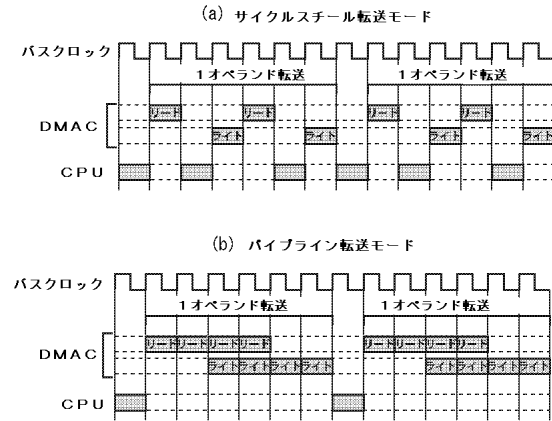 (a) サイクルスチール転送モード
バスクロック
1オペランド転送 1オペランド転送
リード リード リード リード
DMAC
ライト ライト ライト ライト
CPU
(b) パイプライン転送モード
バスクロック
1オペランド転送 1オペランド転送
リード リード リード リード リード リード リード リード
DMAC
ライト ライト ライト ライト ライト ライト ライト ライト
CPU